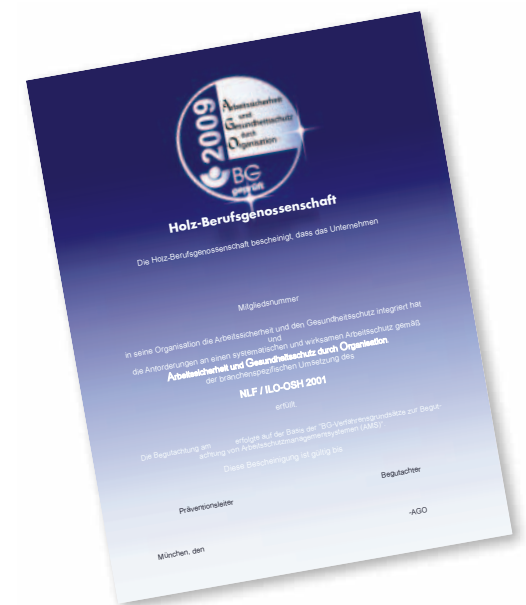 2009
Arbeitssicherheit
und
Gesundheitsschutz
durch
Organisation
BG
geprüft
Holz-Berufsgenossenschaft
Die Holz-Berufsgenossenschaft bescheinigt, dass das Unternehmen
Mitgliedsnummer
in seine Organisation die Arbeitssicherheit und den Gesundheitsschutz integriert hat
und
die Anforderungen an einen systematischen und wirksamen Arbeitsschutz gemäß
Arbeitssicherheit und Gesundheitsschutz durch Organisation,
der branchenspezifischen Umsetzung des
NLF / ILO-OSH 2001
erfüllt.
Die Begutachtung am erfolgte auf der Basis der "BG-Verfahrensgrundsätze zur Begut-
achtung von Arbeitsschutzmanagementsystemen (AMS)"
Diese Bescheinigung ist gültig bis
Begutachter
Präventionsleiter
-AGO
München, den